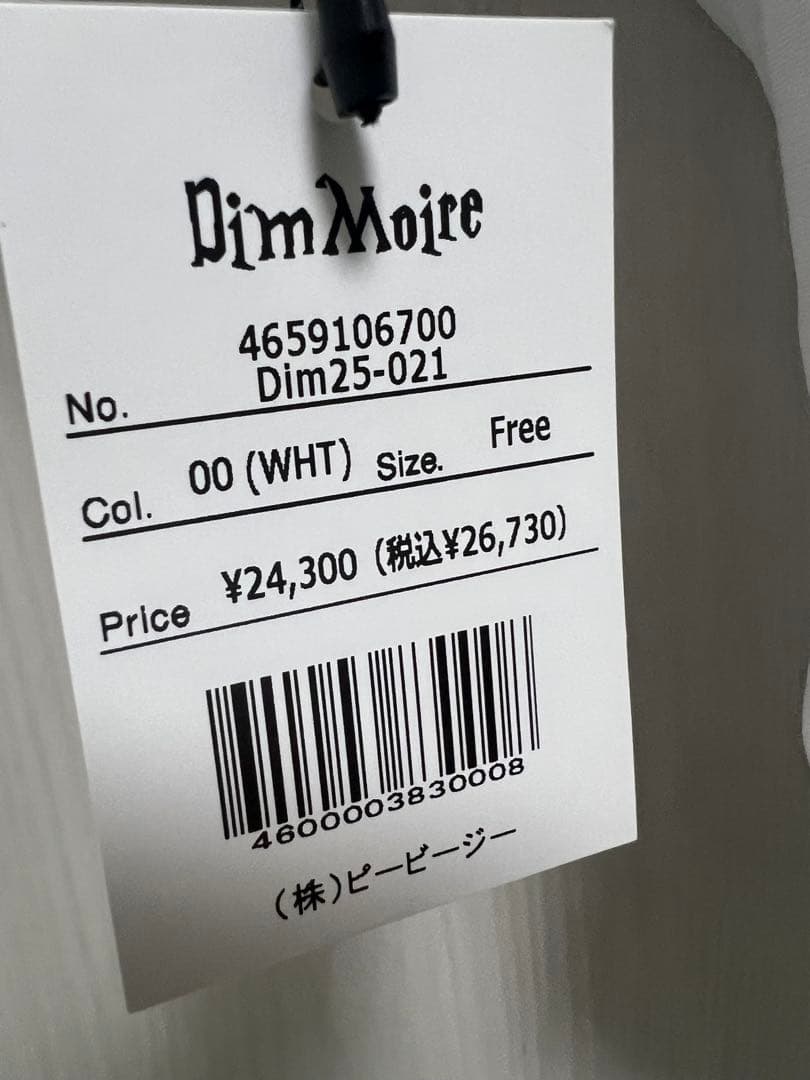 Dim Moire
4659106700
No. Dim25-021
Col. 00 (WHT) Size. Free
Price ¥24,300 (税込¥26,730)
4600003830008
(株)ピービージー